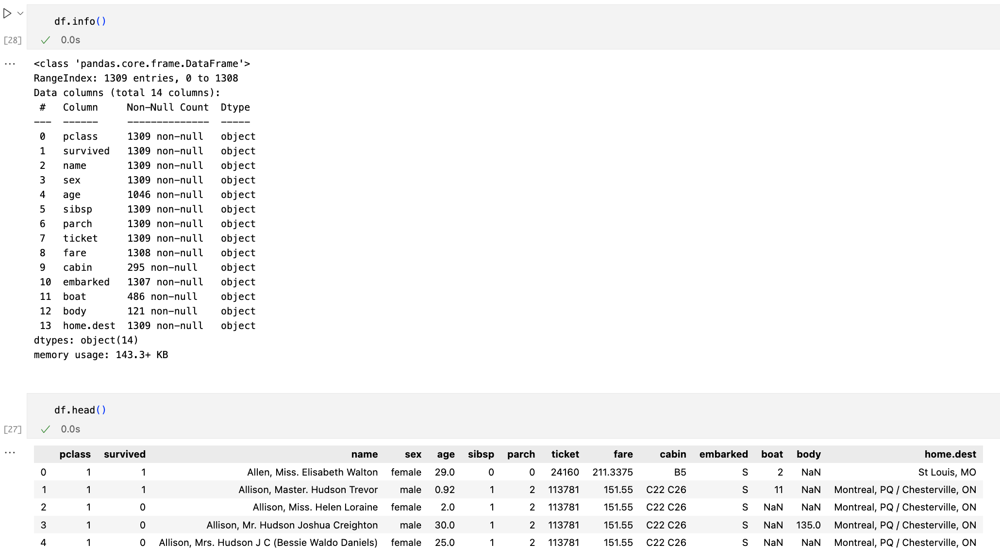 df.info()
[28]
0.0s
...
<class 'pandas.core.frame.DataFrame'>
RangeIndex: 1309 entries, 0 to 1308
Data columns (total 14 columns):
 #   Column     Non-Null Count  Dtype
---  ------     --------------  -----
 0   pclass     1309 non-null   object
 1   survived   1309 non-null   object
 2   name       1309 non-null   object
 3   sex        1309 non-null   object
 4   age        1046 non-null   object
 5   sibsp      1309 non-null   object
 6   parch      1309 non-null   object
 7   ticket     1309 non-null   object
 8   fare       1308 non-null   object
 9   cabin      295 non-null    object
 10  embarked   1307 non-null   object
 11  boat       486 non-null    object
 12  body       121 non-null    object
 13  home.dest  1309 non-null   object
dtypes: object(14)
memory usage: 143.3+ KB
df.head()
[27]
0.0s
...
pclass survived name sex age sibsp parch ticket fare cabin embarked boat body home.dest
0 1 1 Allen, Miss. Elisabeth Walton female 29.0 0 0 24160 211.3375 B5 S 2 NaN St Louis, MO
1 1 1 Allison, Master. Hudson Trevor male 0.92 1 2 113781 151.55 C22 C26 S 11 NaN Montreal, PQ / Chesterville, ON
2 1 0 Allison, Miss. Helen Loraine female 2.0 1 2 113781 151.55 C22 C26 S NaN NaN Montreal, PQ / Chesterville, ON
3 1 0 Allison, Mr. Hudson Joshua Creighton male 30.0 1 2 113781 151.55 C22 C26 S NaN 135.0 Montreal, PQ / Chesterville, ON
4 1 0 Allison, Mrs. Hudson J C (Bessie Waldo Daniels) female 25.0 1 2 113781 151.55 C22 C26 S NaN NaN Montreal, PQ / Chesterville, ON